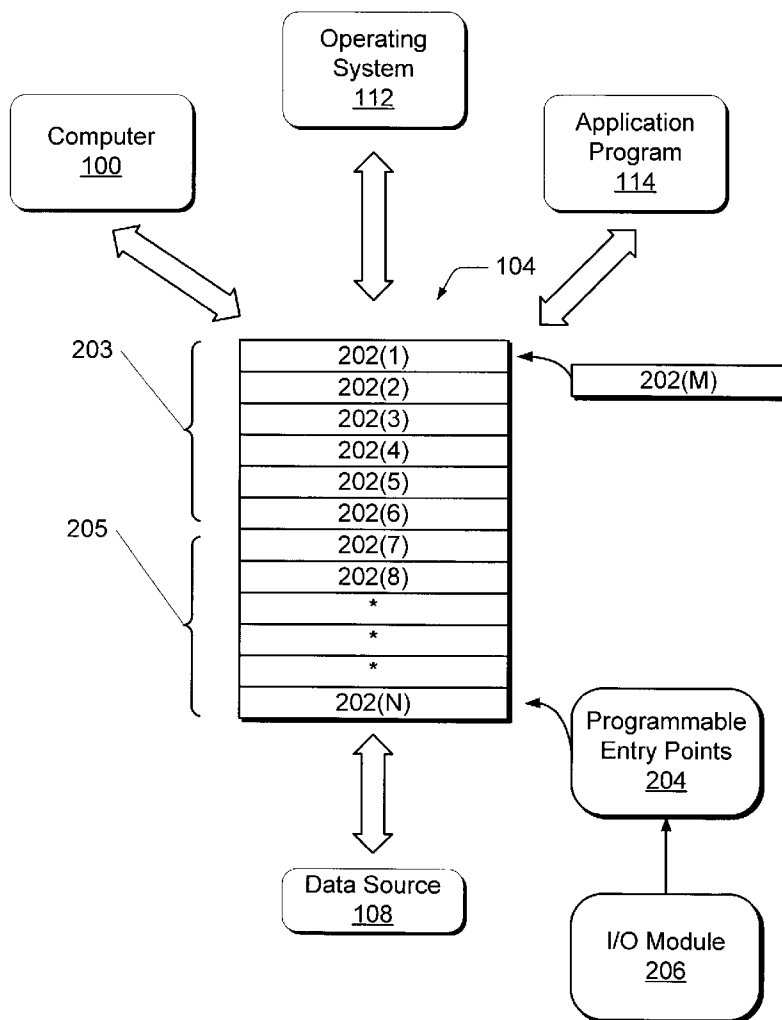 Operating
System
112
Computer
100
Application
Program
114
104
203
202(1)
202(M)
202(2)
202(3)
202(4)
202(5)
202(6)
205
202(7)
202(8)
*
*
*
202(N)
Programmable
Entry Points
204
Data Source
108
I/O Module
206